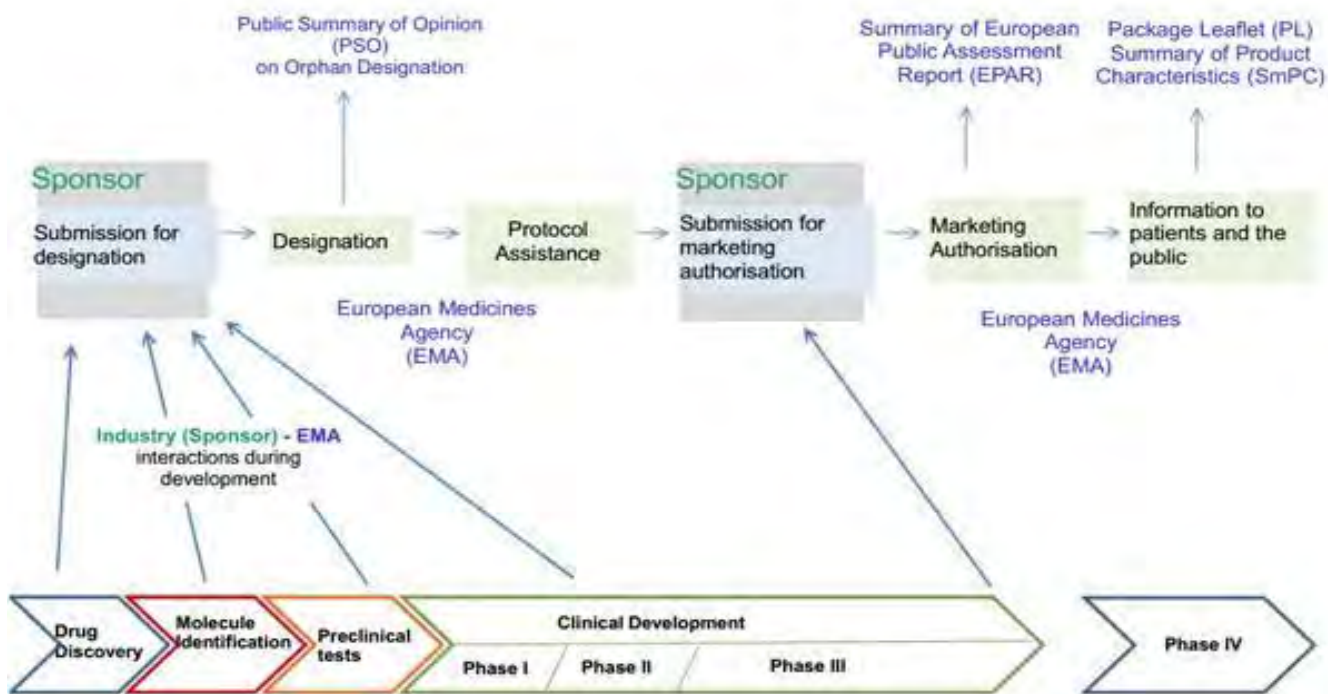 Public Summary of Opinion
(PSO)
on Orphan Designation
Summary of European
Public Assessment
Report (EPAR)
Package Leaflet (PL)
Summary of Product
Characteristics (SmPC)
Sponsor
Submission for
designation
Designation
Protocol
Assistance
Sponsor
Submission for
marketing
authorisation
Marketing
Authorisation
Information to
patients and the
public
European Medicines
Agency
(EMA)
European Medicines
Agency
(EMA)
Industry (Sponsor) - EMA
interactions during
development
Drug
Discovery
Molecule
Identification
Preclinical
tests
Clinical Development
Phase I
Phase II
Phase III
Phase IV